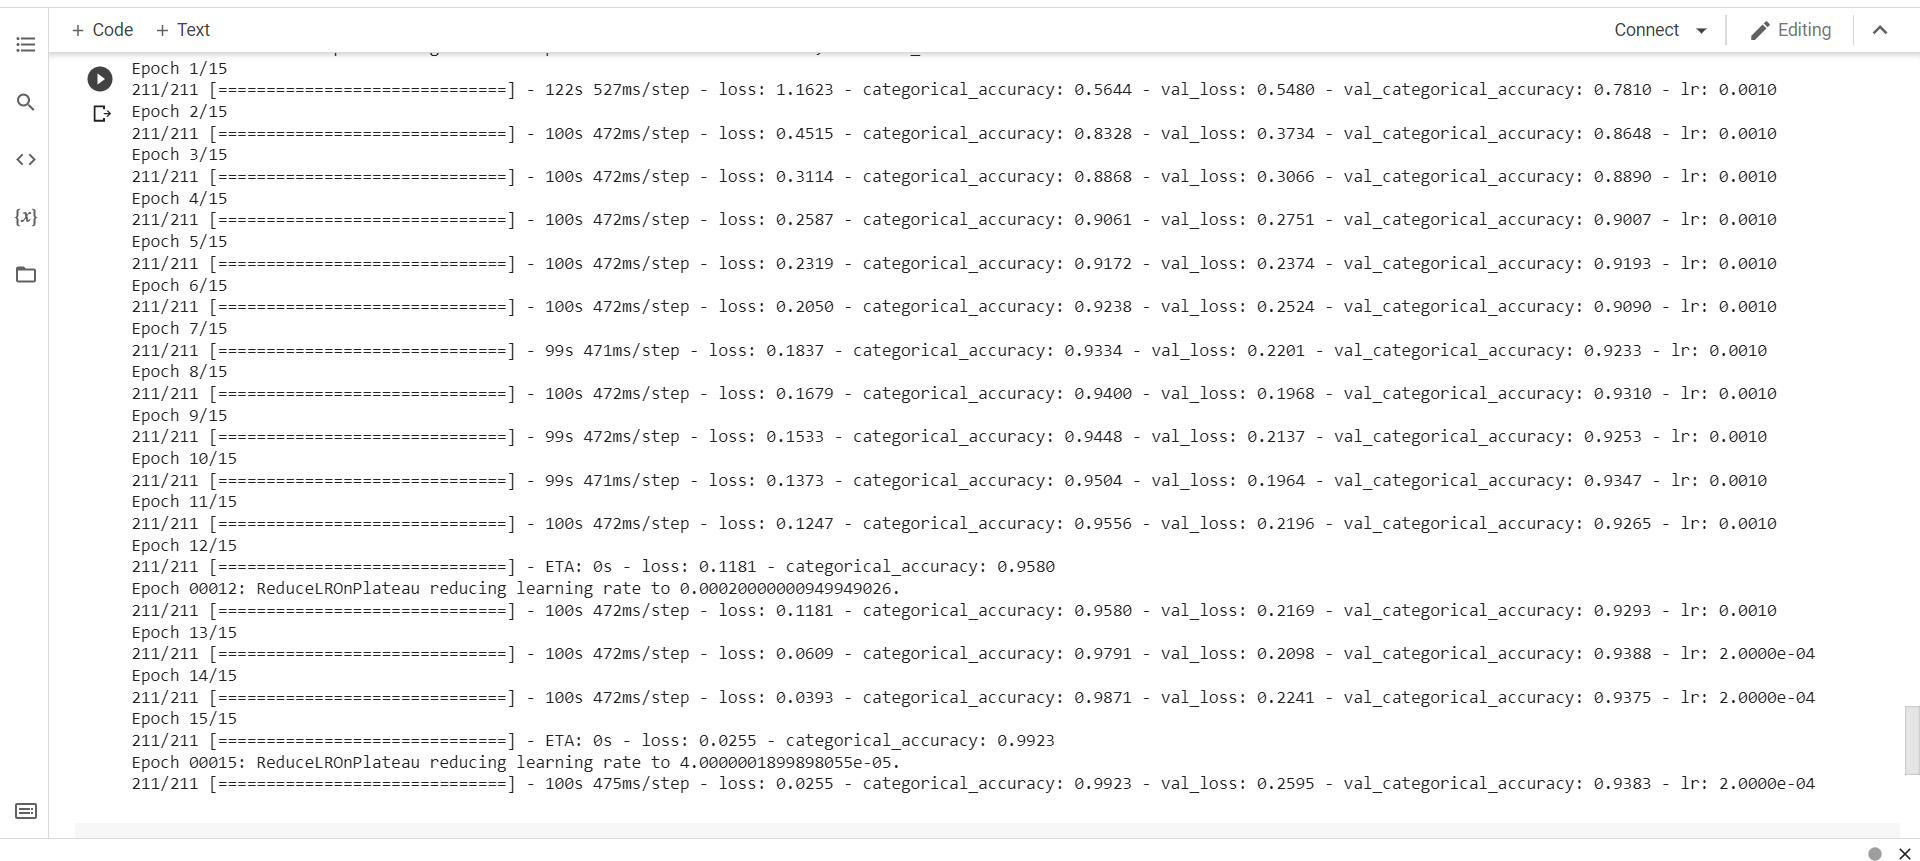 + Code + Text Connect Editing
Epoch 1/15
211/211 [==============================] - 122s 527ms/step - loss: 1.1623 - categorical_accuracy: 0.5644 - val_loss: 0.5480 - val_categorical_accuracy: 0.7810 - lr: 0.0010
Epoch 2/15
211/211 [==============================] - 100s 472ms/step - loss: 0.4515 - categorical_accuracy: 0.8328 - val_loss: 0.3734 - val_categorical_accuracy: 0.8648 - lr: 0.0010
Epoch 3/15
211/211 [==============================] - 100s 472ms/step - loss: 0.3114 - categorical_accuracy: 0.8868 - val_loss: 0.3066 - val_categorical_accuracy: 0.8890 - lr: 0.0010
Epoch 4/15
211/211 [==============================] - 100s 472ms/step - loss: 0.2587 - categorical_accuracy: 0.9061 - val_loss: 0.2751 - val_categorical_accuracy: 0.9007 - lr: 0.0010
Epoch 5/15
211/211 [==============================] - 100s 472ms/step - loss: 0.2319 - categorical_accuracy: 0.9172 - val_loss: 0.2374 - val_categorical_accuracy: 0.9193 - lr: 0.0010
Epoch 6/15
211/211 [==============================] - 100s 472ms/step - loss: 0.2050 - categorical_accuracy: 0.9238 - val_loss: 0.2524 - val_categorical_accuracy: 0.9090 - lr: 0.0010
Epoch 7/15
211/211 [==============================] - 99s 471ms/step - loss: 0.1837 - categorical_accuracy: 0.9334 - val_loss: 0.2201 - val_categorical_accuracy: 0.9233 - lr: 0.0010
Epoch 8/15
211/211 [==============================] - 100s 472ms/step - loss: 0.1679 - categorical_accuracy: 0.9400 - val_loss: 0.1968 - val_categorical_accuracy: 0.9310 - lr: 0.0010
Epoch 9/15
211/211 [==============================] - 99s 472ms/step - loss: 0.1533 - categorical_accuracy: 0.9448 - val_loss: 0.2137 - val_categorical_accuracy: 0.9253 - lr: 0.0010
Epoch 10/15
211/211 [==============================] - 99s 471ms/step - loss: 0.1373 - categorical_accuracy: 0.9504 - val_loss: 0.1964 - val_categorical_accuracy: 0.9347 - lr: 0.0010
Epoch 11/15
211/211 [==============================] - 100s 472ms/step - loss: 0.1247 - categorical_accuracy: 0.9556 - val_loss: 0.2196 - val_categorical_accuracy: 0.9265 - lr: 0.0010
Epoch 12/15
211/211 [==============================] - ETA: 0s - loss: 0.1181 - categorical_accuracy: 0.9580
Epoch 00012: ReduceLROnPlateau reducing learning rate to 0.00020000000949949026.
211/211 [==============================] - 100s 472ms/step - loss: 0.1181 - categorical_accuracy: 0.9580 - val_loss: 0.2169 - val_categorical_accuracy: 0.9293 - lr: 0.0010
Epoch 13/15
211/211 [==============================] - 100s 472ms/step - loss: 0.0609 - categorical_accuracy: 0.9791 - val_loss: 0.2098 - val_categorical_accuracy: 0.9388 - lr: 2.0000e-04
Epoch 14/15
211/211 [==============================] - 100s 472ms/step - loss: 0.0393 - categorical_accuracy: 0.9871 - val_loss: 0.2241 - val_categorical_accuracy: 0.9375 - lr: 2.0000e-04
Epoch 15/15
211/211 [==============================] - ETA: 0s - loss: 0.0255 - categorical_accuracy: 0.9923
Epoch 00015: ReduceLROnPlateau reducing learning rate to 4.0000001899898055e-05.
211/211 [==============================] - 100s 475ms/step - loss: 0.0255 - categorical_accuracy: 0.9923 - val_loss: 0.2595 - val_categorical_accuracy: 0.9383 - lr: 2.0000e-04